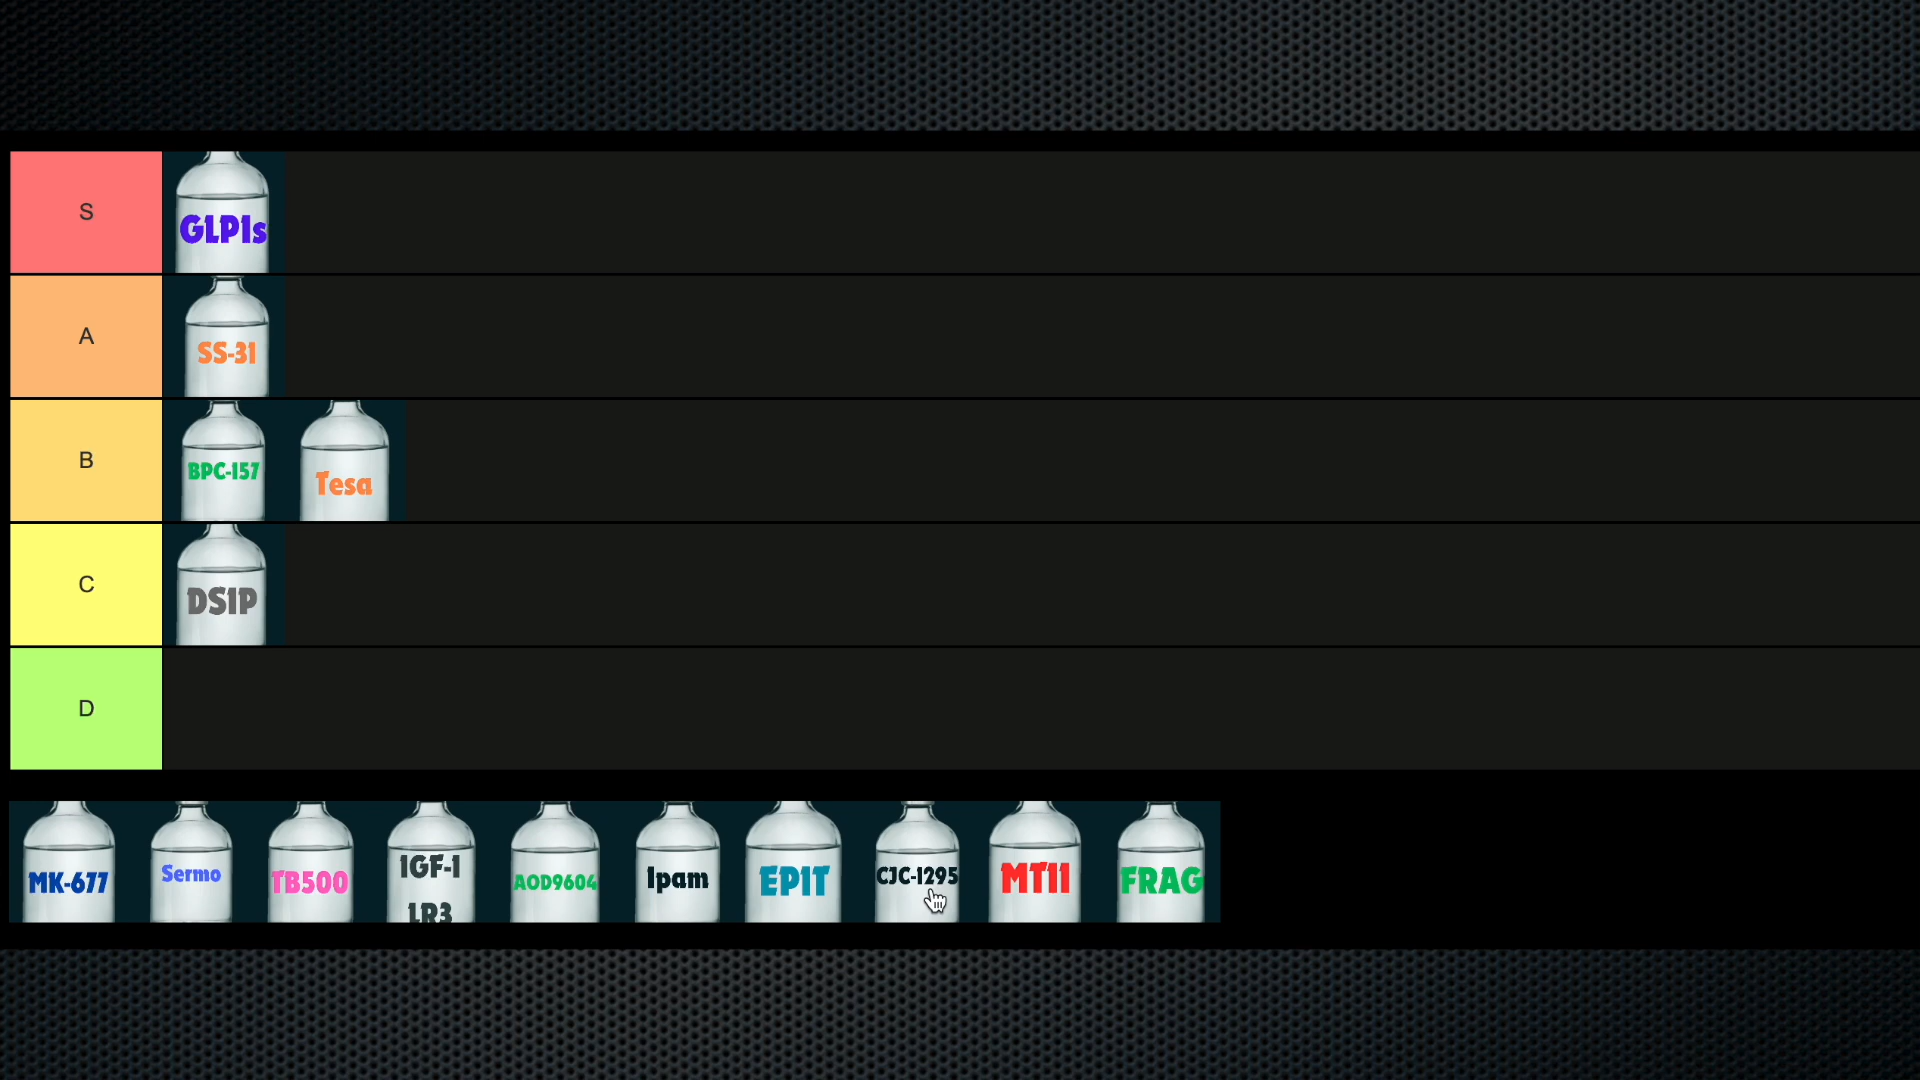 S
GLP1s
A
SS-31
B
BPC-157
Tesa
C
DSIP
D
MK-677
Sermo
TB500
IGF-1
LR3
AOD9604
Ipam
EPIT
CJC-1295
MTII
FRAG